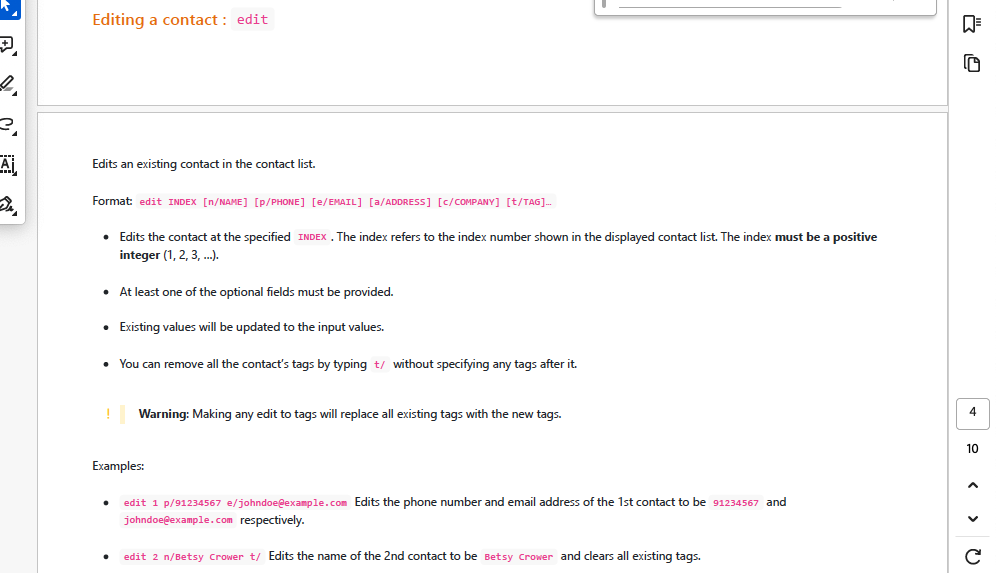 Editing a contact : edit
Edits an existing contact in the contact list.
Format: edit INDEX [n/NAME] [p/PHONE] [e/EMAIL] [a/ADDRESS] [c/COMPANY] [t/TAG]…
• Edits the contact at the specified INDEX . The index refers to the index number shown in the displayed contact list. The index must be a positive
integer (1, 2, 3, …).
• At least one of the optional fields must be provided.
• Existing values will be updated to the input values.
• You can remove all the contact's tags by typing t/ without specifying any tags after it.
! Warning: Making any edit to tags will replace all existing tags with the new tags.
Examples:
• edit 1 p/91234567 e/johndoe@example.com Edits the phone number and email address of the 1st contact to be 91234567 and
johndoe@example.com respectively.
• edit 2 n/Betsy Crower t/ Edits the name of the 2nd contact to be Betsy Crower and clears all existing tags.
4
10